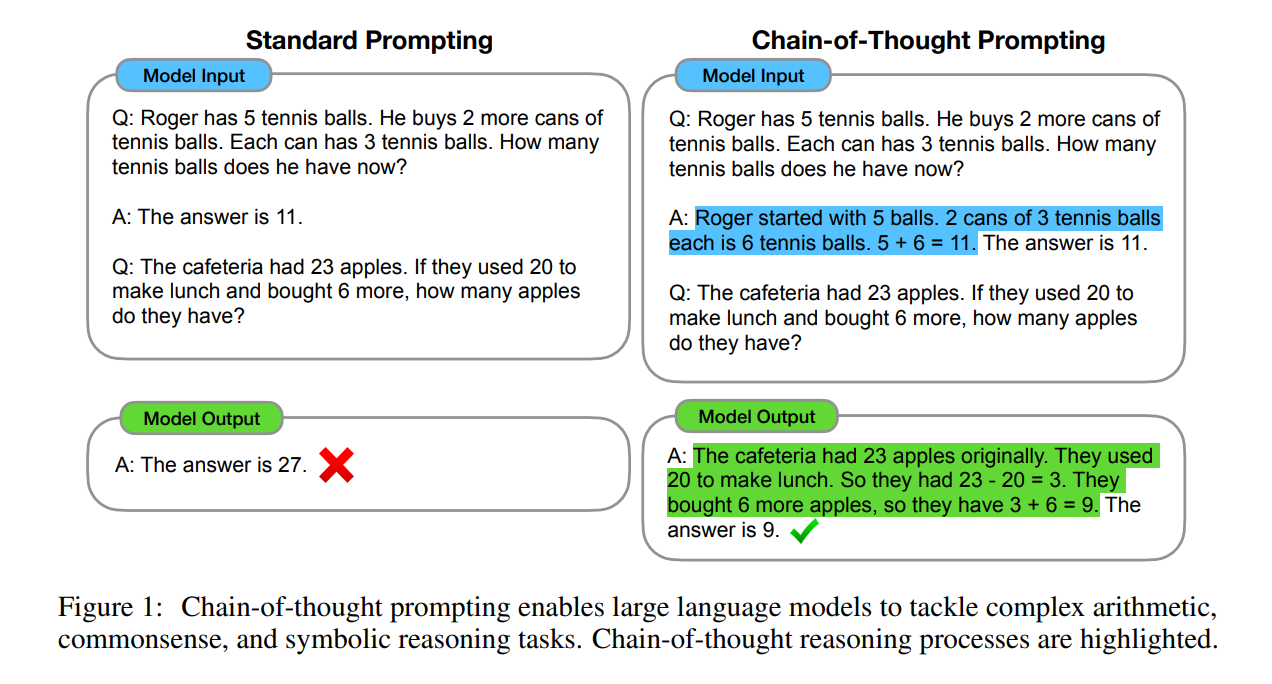 Standard Prompting
Model Input
Q: Roger has 5 tennis balls. He buys 2 more cans of
tennis balls. Each can has 3 tennis balls. How many
tennis balls does he have now?
A: The answer is 11.
Q: The cafeteria had 23 apples. If they used 20 to
make lunch and bought 6 more, how many apples
do they have?
Model Output
A: The answer is 27.
Chain-of-Thought Prompting
Model Input
Q: Roger has 5 tennis balls. He buys 2 more cans of
tennis balls. Each can has 3 tennis balls. How many
tennis balls does he have now?
A: Roger started with 5 balls. 2 cans of 3 tennis balls
each is 6 tennis balls. 5 + 6 = 11. The answer is 11.
Q: The cafeteria had 23 apples. If they used 20 to
make lunch and bought 6 more, how many apples
do they have?
Model Output
A: The cafeteria had 23 apples originally. They used
20 to make lunch. So they had 23 - 20 = 3. They
bought 6 more apples, so they have 3 + 6 = 9. The
answer is 9.
Figure 1: Chain-of-thought prompting enables large language models to tackle complex arithmetic,
commonsense, and symbolic reasoning tasks. Chain-of-thought reasoning processes are highlighted.